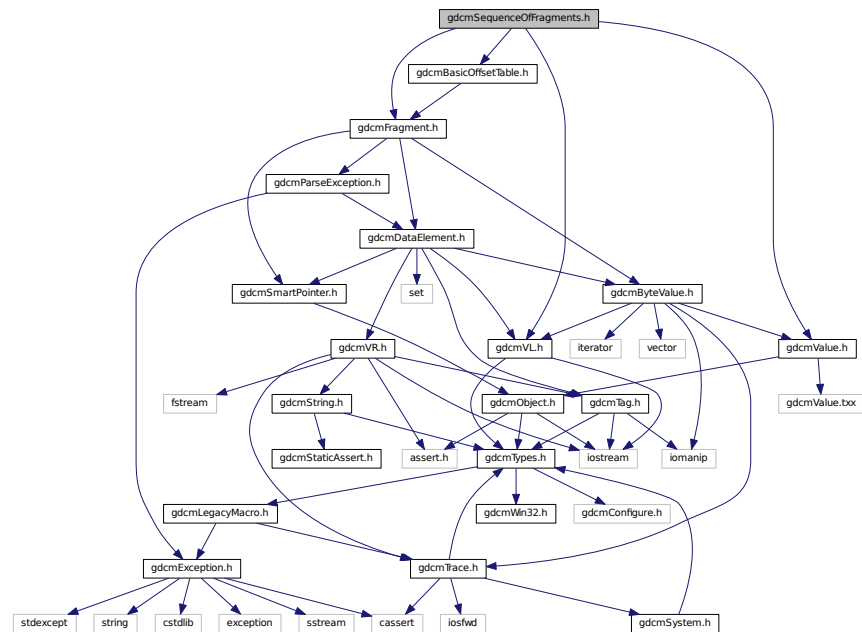 gdcmSequenceOfFragments.h
gdcmBasicOffsetTable.h
gdcmFragment.h
gdcmParseException.h
gdcmDataElement.h
gdcmSmartPointer.h
set
gdcmByteValue.h
gdcmVR.h
gdcmVL.h
iterator
vector
gdcmValue.h
fstream
gdcmString.h
gdcmObject.h
gdcmTag.h
gdcmValue.txx
gdcmStaticAssert.h
assert.h
gdcmTypes.h
iostream
iomanip
gdcmLegacyMacro.h
gdcmWin32.h
gdcmConfigure.h
gdcmException.h
gdcmTrace.h
stdexcept
string
cstdlib
exception
sstream
cassert
iosfwd
gdcmSystem.h